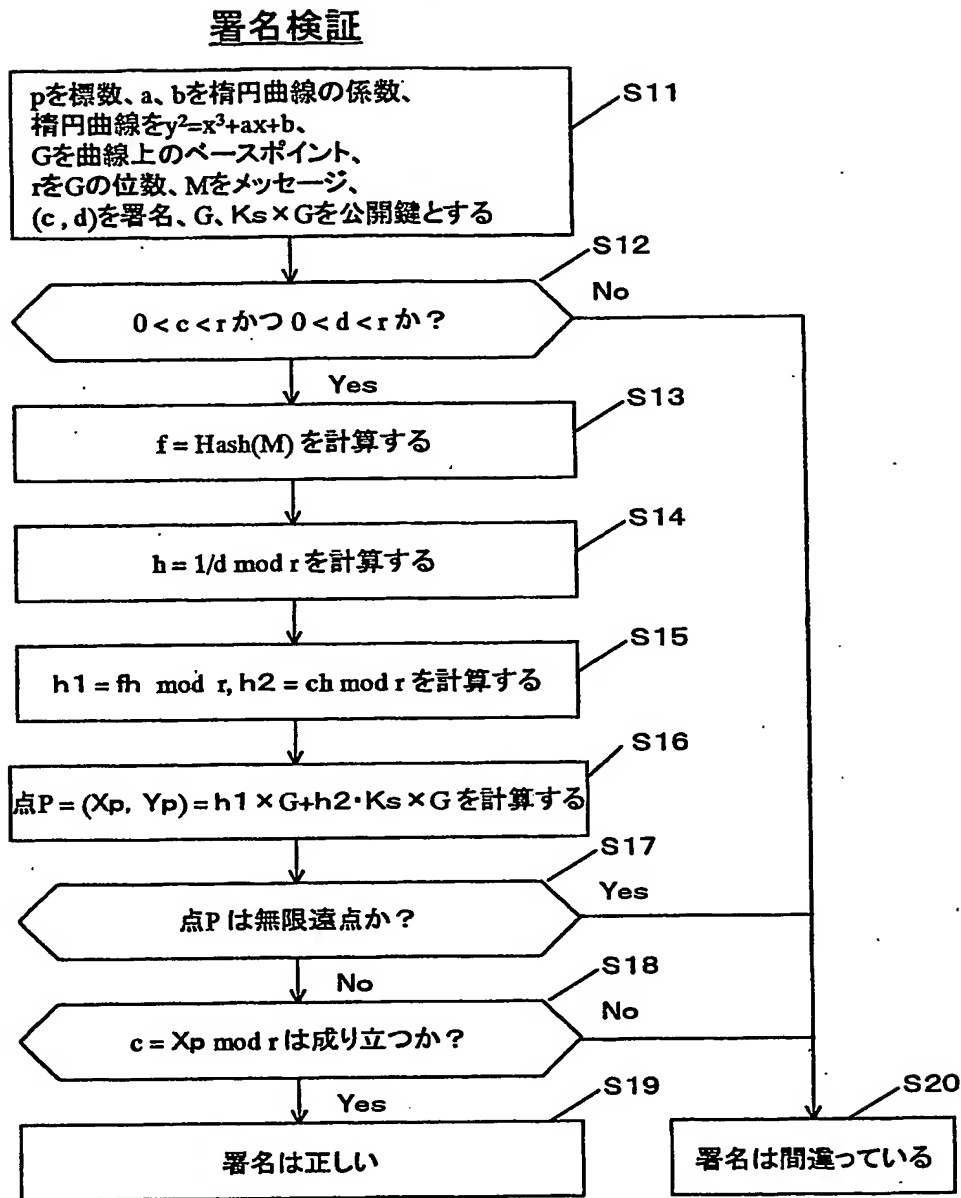 署名検証
pを標数、a、bを楕円曲線の係数、
楕円曲線をy²=x³+ax+b、
Gを曲線上のベースポイント、
rをGの位数、Mをメッセージ、
(c , d)を署名、G、Ks×Gを公開鍵とする
S11
S12
0 < c < r かつ 0 < d < r か?
No
Yes
S13
f = Hash(M) を計算する
S14
h = 1/d mod r を計算する
S15
h1 = fh mod r, h2 = ch mod r を計算する
S16
点P = (Xp, Yp) = h1 × G+h2・Ks × G を計算する
S17
点P は無限遠点か?
Yes
No
S18
c = Xp mod r は成り立つか?
No
Yes
S19
署名は正しい
S20
署名は間違っている